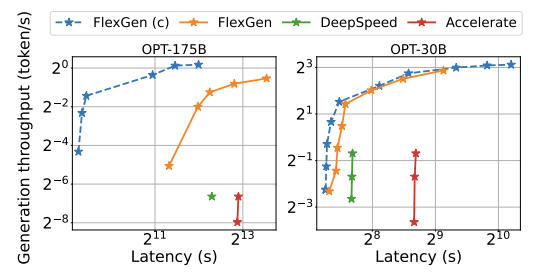 FlexGen (c) FlexGen DeepSpeed Accelerate
OPT-175B OPT-30B
Generation throughput (token/s)
2^0
2^−2
2^−4
2^−6
2^−8
2^11 2^13
Latency (s)
2^3
2^1
2^−1
2^−3
2^8 2^9 2^10
Latency (s)